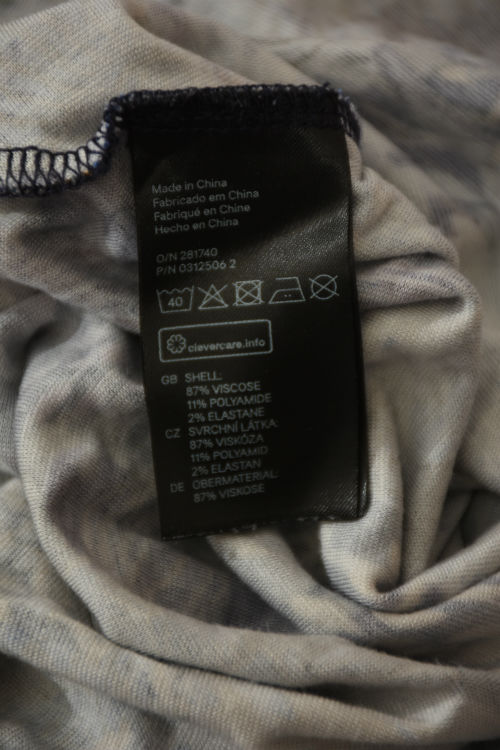 Made in China
Fabricado em China
Fabriqué en Chine
Hecho en China
O/N 281740
P/N 0312506 2
40
clevercare.info
GB SHELL:
87% VISCOSE
11% POLYAMIDE
2% ELASTANE
CZ SVRCHNÍ LÁTKA:
87% VISKÓZA
11% POLYAMID
2% ELASTAN
DE OBERMATERIAL:
87% VISKOSE